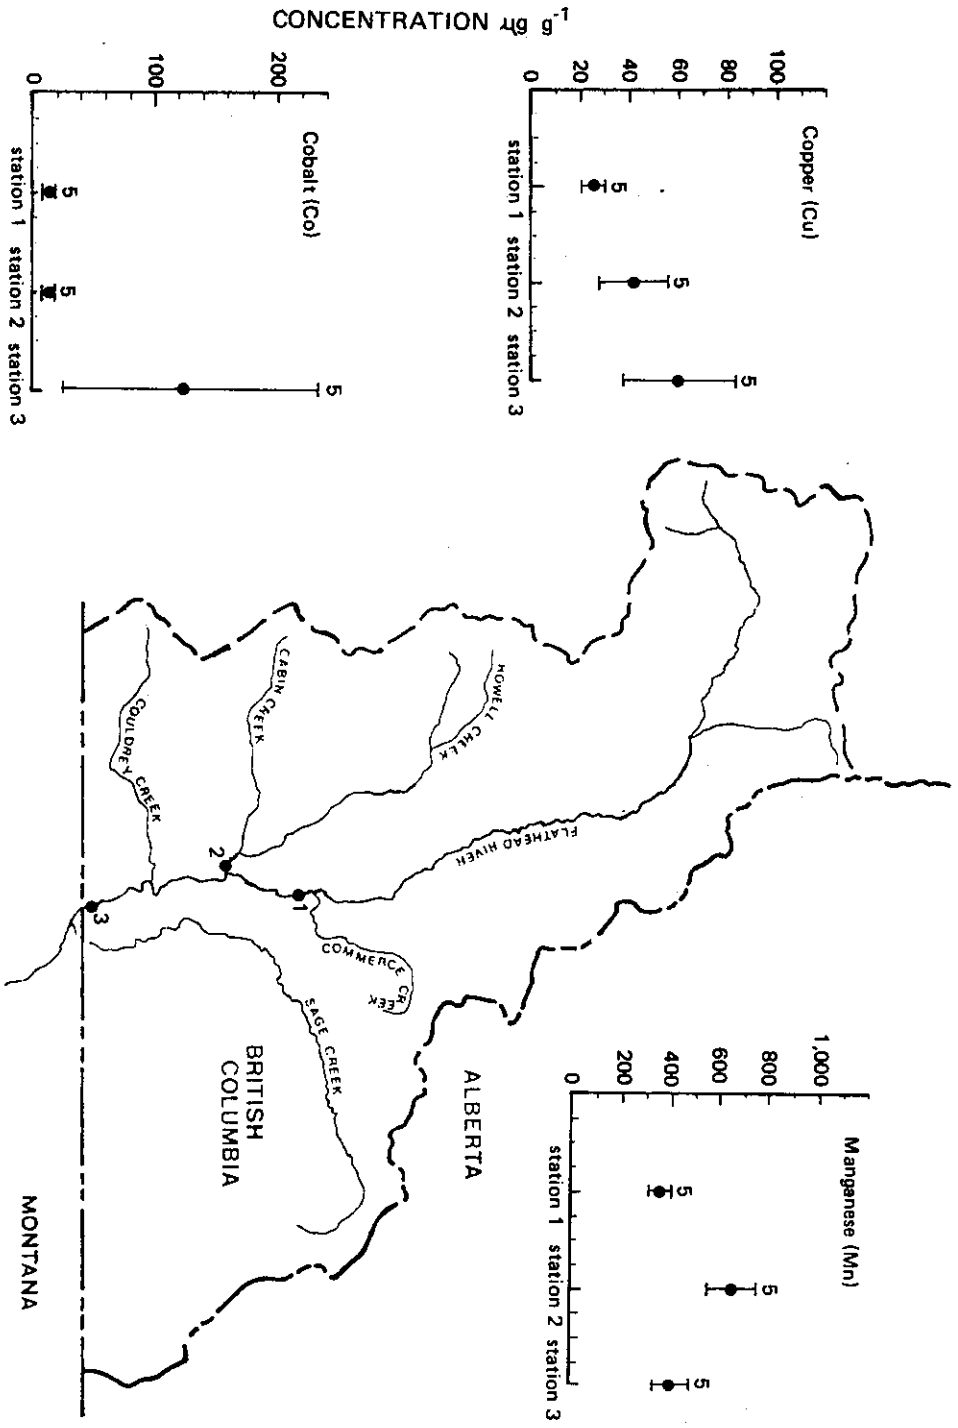 CONCENTRATION µg g⁻¹
Copper (Cu)
100
80
60
40
20
0
5
5
5
station 1 station 2 station 3
Cobalt (Co)
200
100
0
5
5
5
station 1 station 2 station 3
Manganese (Mn)
1,000
800
600
400
200
0
5
5
5
station 1 station 2 station 3
HOWELL CREEK
CABIN CREEK
COULDREY CREEK
FLATHEAD RIVER
COMMERCE CREEK
SAGE CREEK
1
2
3
ALBERTA
BRITISH
COLUMBIA
MONTANA